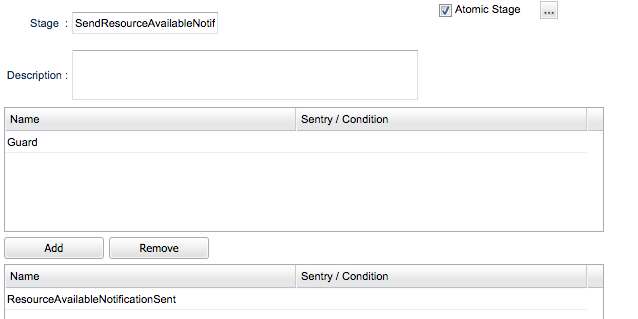 Atomic Stage ...
Stage : SendResourceAvailableNotif
Description :
Name Sentry / Condition
Guard
Add Remove
Name Sentry / Condition
ResourceAvailableNotificationSent